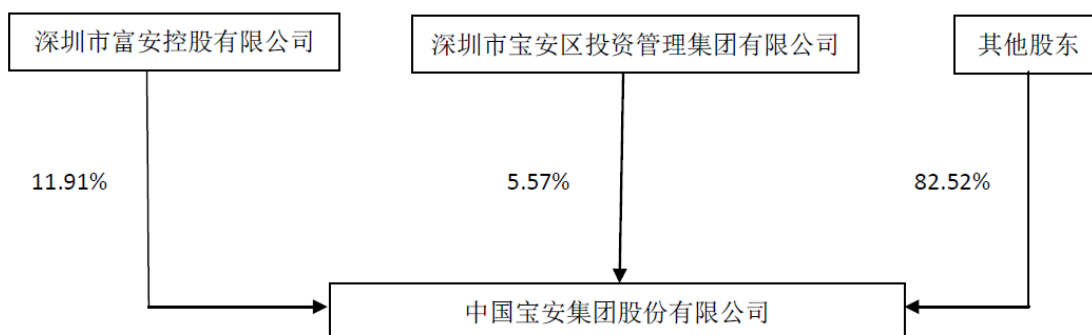 深圳市富安控股有限公司
深圳市宝安区投资管理集团有限公司
其他股东
11.91%
5.57%
82.52%
中国宝安集团股份有限公司